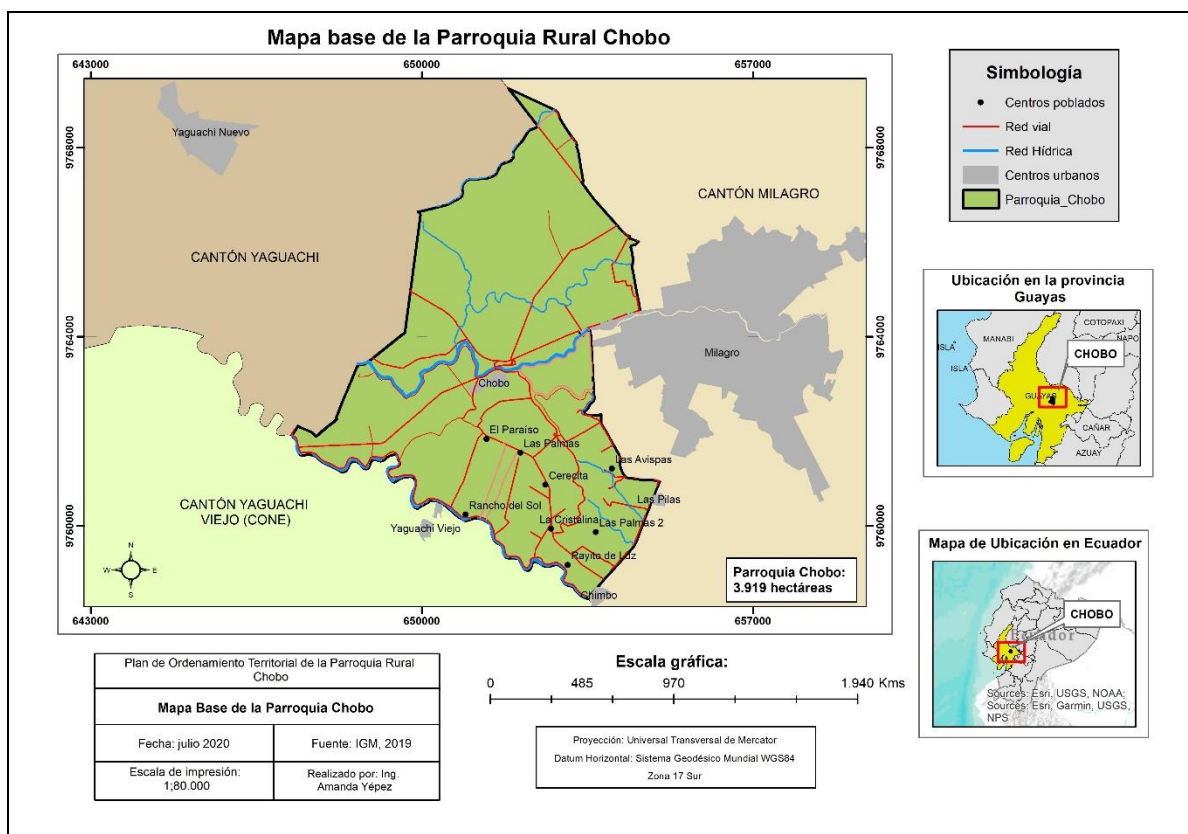 Mapa base de la Parroquia Rural Chobo
643000
650000
657000
9768000
9764000
9760000
9768000
9764000
9760000
Yaguachi Nuevo
CANTÓN YAGUACHI
CANTÓN MILAGRO
Milagro
Chobo
El Paraíso
Las Palmas
Las Avispas
Cerecita
Las Pilas
Rancho del Sol
La Cristalina
Las Palmas 2
CANTÓN YAGUACHI
VIEJO (CONE)
Yaguachi Viejo
Rayito de Luz
Chimbo
N
W
E
S
Parroquia Chobo:
3.919 hectáreas
643000
650000
657000
Simbología
Centros poblados
Red vial
Red Hídrica
Centros urbanos
Parroquia_Chobo
Ubicación en la provincia
Guayas
COTOPAXI
MANABI
NAPO
ISLA
CHOBO
ISLA
GUAYAS
CAÑAR
AZUAY
Mapa de Ubicación en Ecuador
CHOBO
Ecuador
Sources: Esri, USGS, NOAA;
Sources: Esri, Garmin, USGS,
NPS
Plan de Ordenamiento Territorial de la Parroquia Rural
Chobo
Mapa Base de la Parroquia Chobo
Fecha: julio 2020
Fuente: IGM, 2019
Escala de impresión:
1;80.000
Realizado por: Ing.
Amanda Yépez
Escala gráfica:
0 485 970 1.940 Kms
Proyección: Universal Transversal de Mercator
Datum Horizontal: Sistema Geodésico Mundial WGS84
Zona 17 Sur